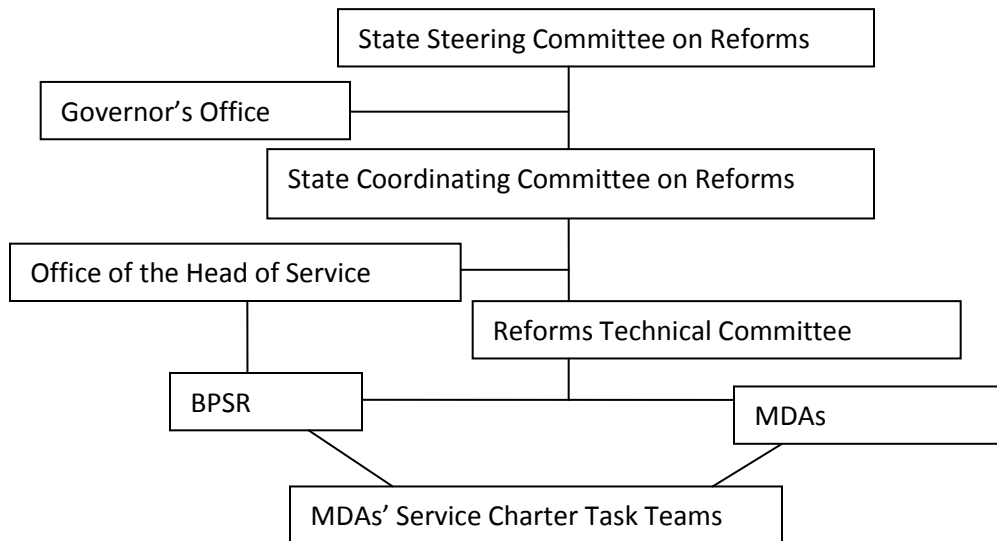 State Steering Committee on Reforms
Governor’s Office
State Coordinating Committee on Reforms
Office of the Head of Service
Reforms Technical Committee
BPSR
MDAs
MDAs’ Service Charter Task Teams